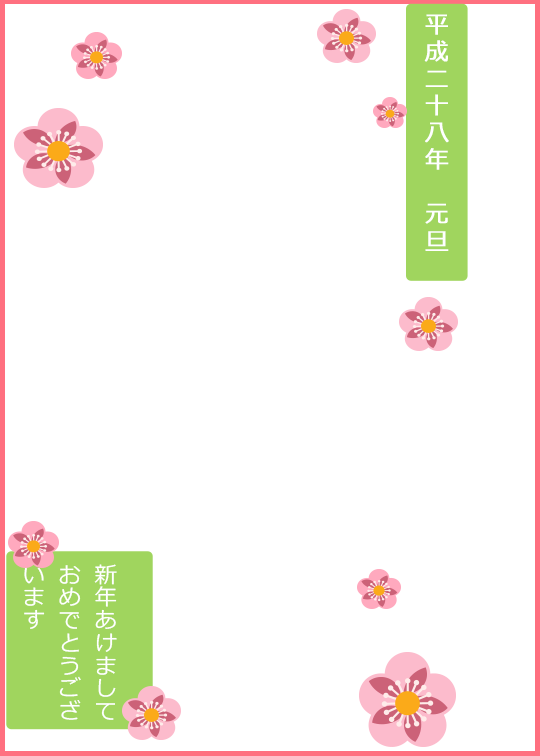 平成二十八年　元旦
新年あけまして
おめでとうござ
います